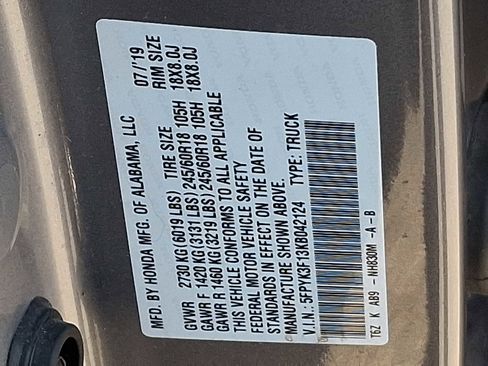 MFD. BY HONDA MFG. OF ALABAMA, LLC 07/'19
GVWR 2730 KG (6019 LBS) TIRE SIZE RIM SIZE
GAWR F 1420 KG (3131 LBS) 245/60R18 105H 18X8.0J
GAWR R 1460 KG (3219 LBS) 245/60R18 105H 18X8.0J
THIS VEHICLE CONFORMS TO ALL APPLICABLE
FEDERAL MOTOR VEHICLE SAFETY
STANDARDS IN EFFECT ON THE DATE OF
MANUFACTURE SHOWN ABOVE.
V.I.N.: 5FPYK3F13KB042124 TYPE: TRUCK
T6Z K AB9 - NH830M -A -B